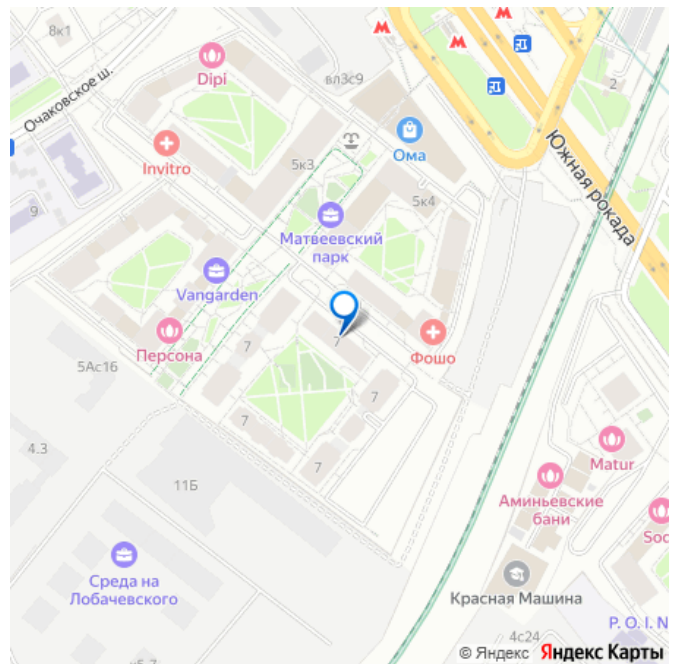 8к1
Dipi
вл3с9
2
Очаковское ш.
Invitro
Ома
Южная рокада
5к3
9
5к4
Матвеевский
парк
Vangarden
7
Фошо
Персона
7
5Ас16
7
7
4.3
7
Matur
11Б
Аминьевские
бани
Soc
Среда на
Лобачевского
Красная Машина
P. O. I. N
4с24
© Яндекс Яндекс Карты